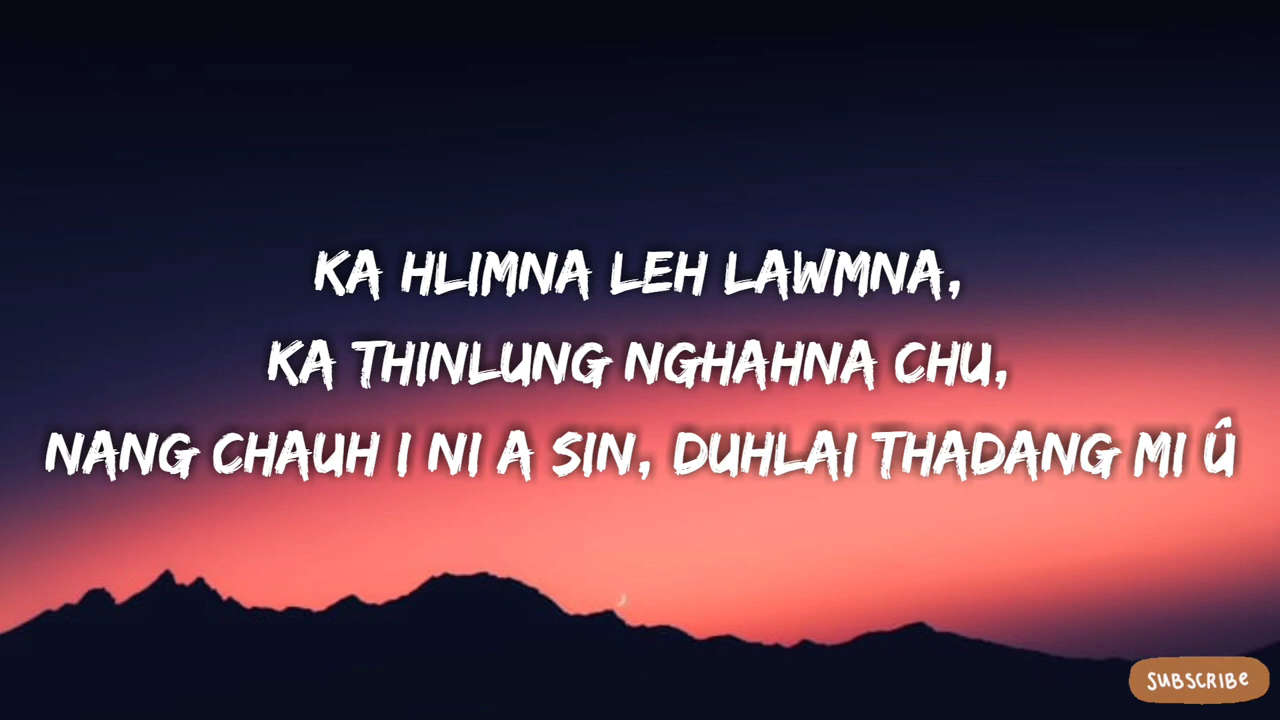 KA HLIMNA LEH LAWMNA,
KA THINLUNG NGHAHNA CHU,
NANG CHAUH I NI A SIN, DUHLAI THADANG MI Û
SUBSCRIBE